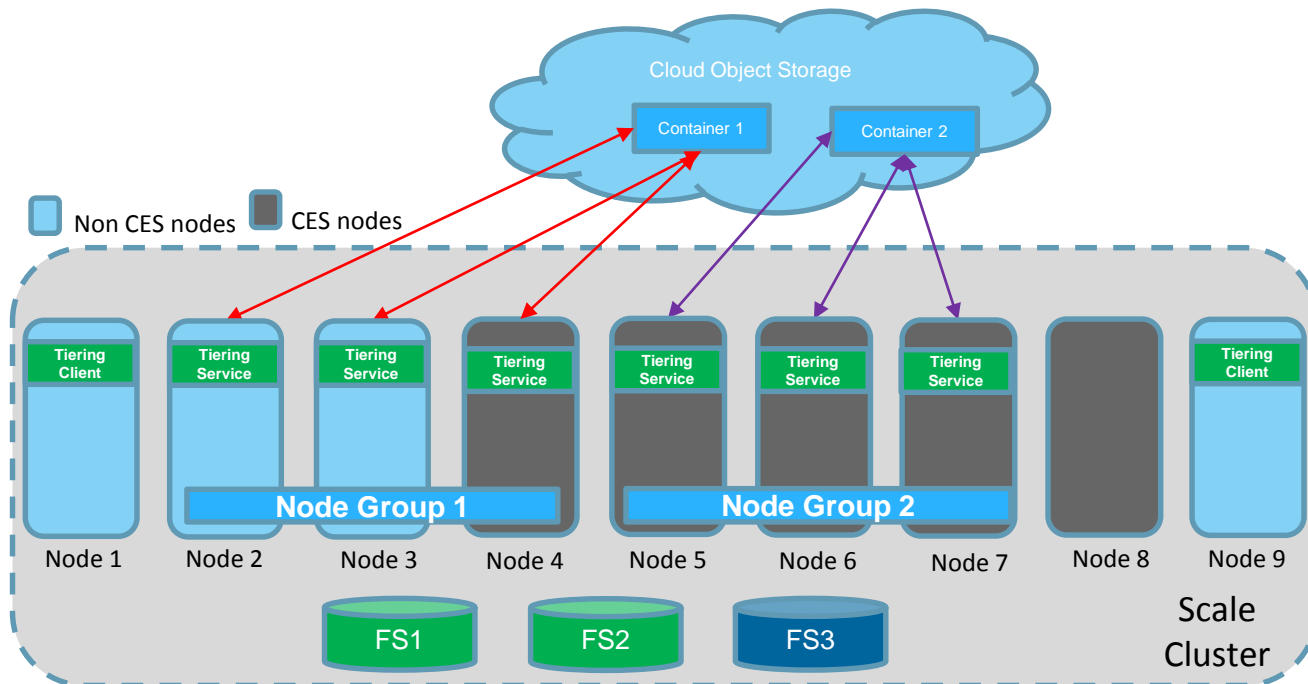 Cloud Object Storage
Container 1
Container 2
Non CES nodes
CES nodes
Tiering
Client
Tiering
Service
Tiering
Service
Tiering
Service
Tiering
Service
Tiering
Service
Tiering
Service
Tiering
Client
Node Group 1
Node Group 2
Node 1
Node 2
Node 3
Node 4
Node 5
Node 6
Node 7
Node 8
Node 9
FS1
FS2
FS3
Scale
Cluster